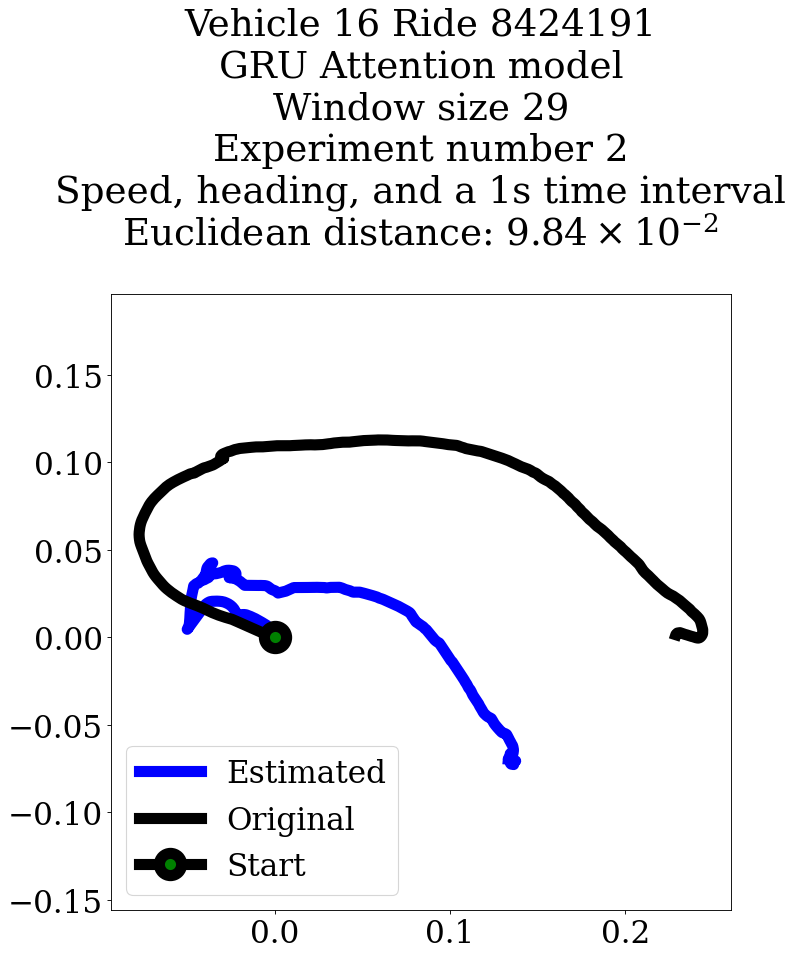 Vehicle 16 Ride 8424191
GRU Attention model
Window size 29
Experiment number 2
Speed, heading, and a 1s time interval
Euclidean distance: 9.84 × 10⁻²
0.15
0.10
0.05
0.00
−0.05
−0.10
−0.15
Estimated
Original
Start
0.0 0.1 0.2